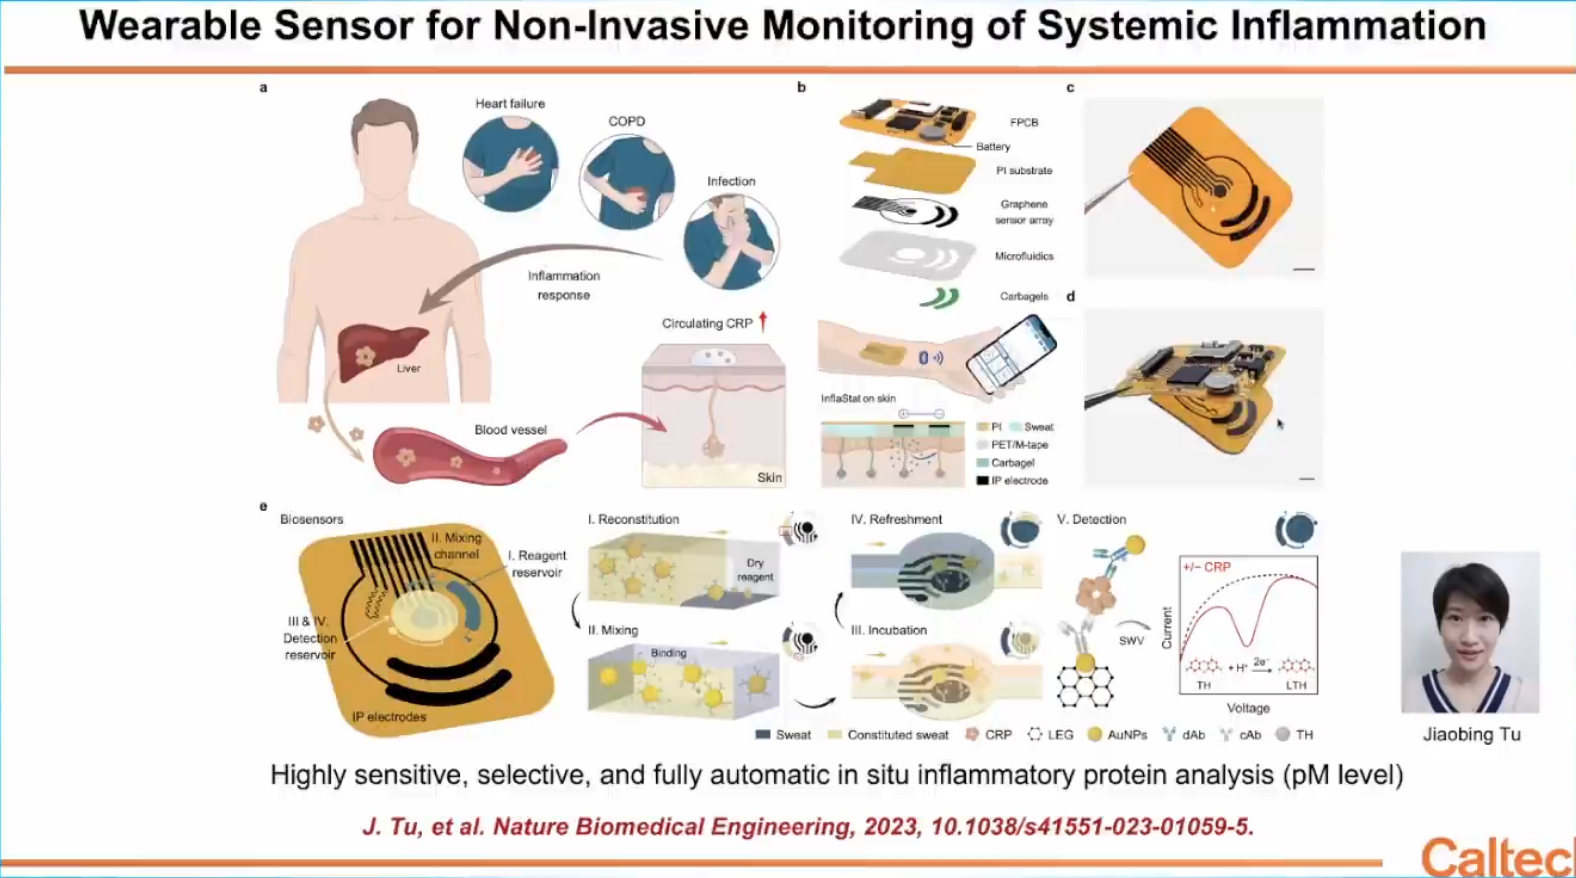 Wearable Sensor for Non-Invasive Monitoring of Systemic Inflammation
a
Heart failure
COPD
Infection
Inflammation
response
Liver
Circulating CRP
Blood vessel
Skin
b
FPCB
Battery
PI substrate
Graphene
sensor array
Microfluidics
Carbagels
InflaStat on skin
PI
Sweat
PET/M-tape
Carbagel
IP electrode
c
d
e
Biosensors
II. Mixing
channel
I. Reagent
reservoir
III & IV.
Detection
reservoir
IP electrodes
I. Reconstitution
Dry
reagent
II. Mixing
Binding
IV. Refreshment
III. Incubation
V. Detection
SWV
+/− CRP
Current
+ H⁺
2e⁻
TH
LTH
Voltage
Sweat
Constituted sweat
CRP
LEG
AuNPs
dAb
cAb
TH
Jiaobing Tu
Highly sensitive, selective, and fully automatic in situ inflammatory protein analysis (pM level)
J. Tu, et al. Nature Biomedical Engineering, 2023, 10.1038/s41551-023-01059-5.
Caltec